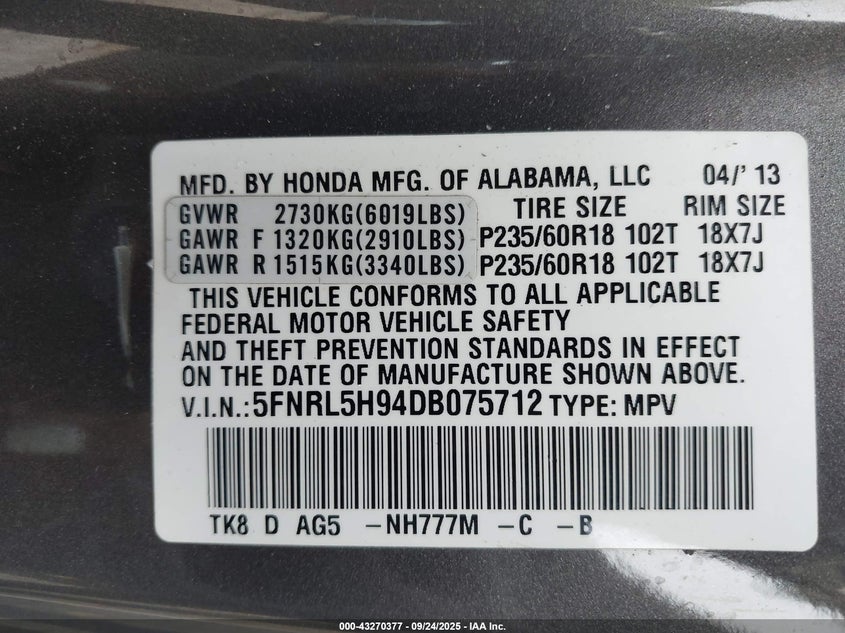 MFD. BY HONDA MFG. OF ALABAMA, LLC 04/' 13
GVWR 2730KG(6019LBS) TIRE SIZE RIM SIZE
GAWR F 1320KG(2910LBS) P235/60R18 102T 18X7J
GAWR R 1515KG(3340LBS) P235/60R18 102T 18X7J
THIS VEHICLE CONFORMS TO ALL APPLICABLE
FEDERAL MOTOR VEHICLE SAFETY
AND THEFT PREVENTION STANDARDS IN EFFECT
ON THE DATE OF MANUFACTURE SHOWN ABOVE.
V.I.N.: 5FNRL5H94DB075712 TYPE: MPV
TK8 D AG5 -NH777M -C -B
000-43270377 - 09/24/2025 - IAA Inc.